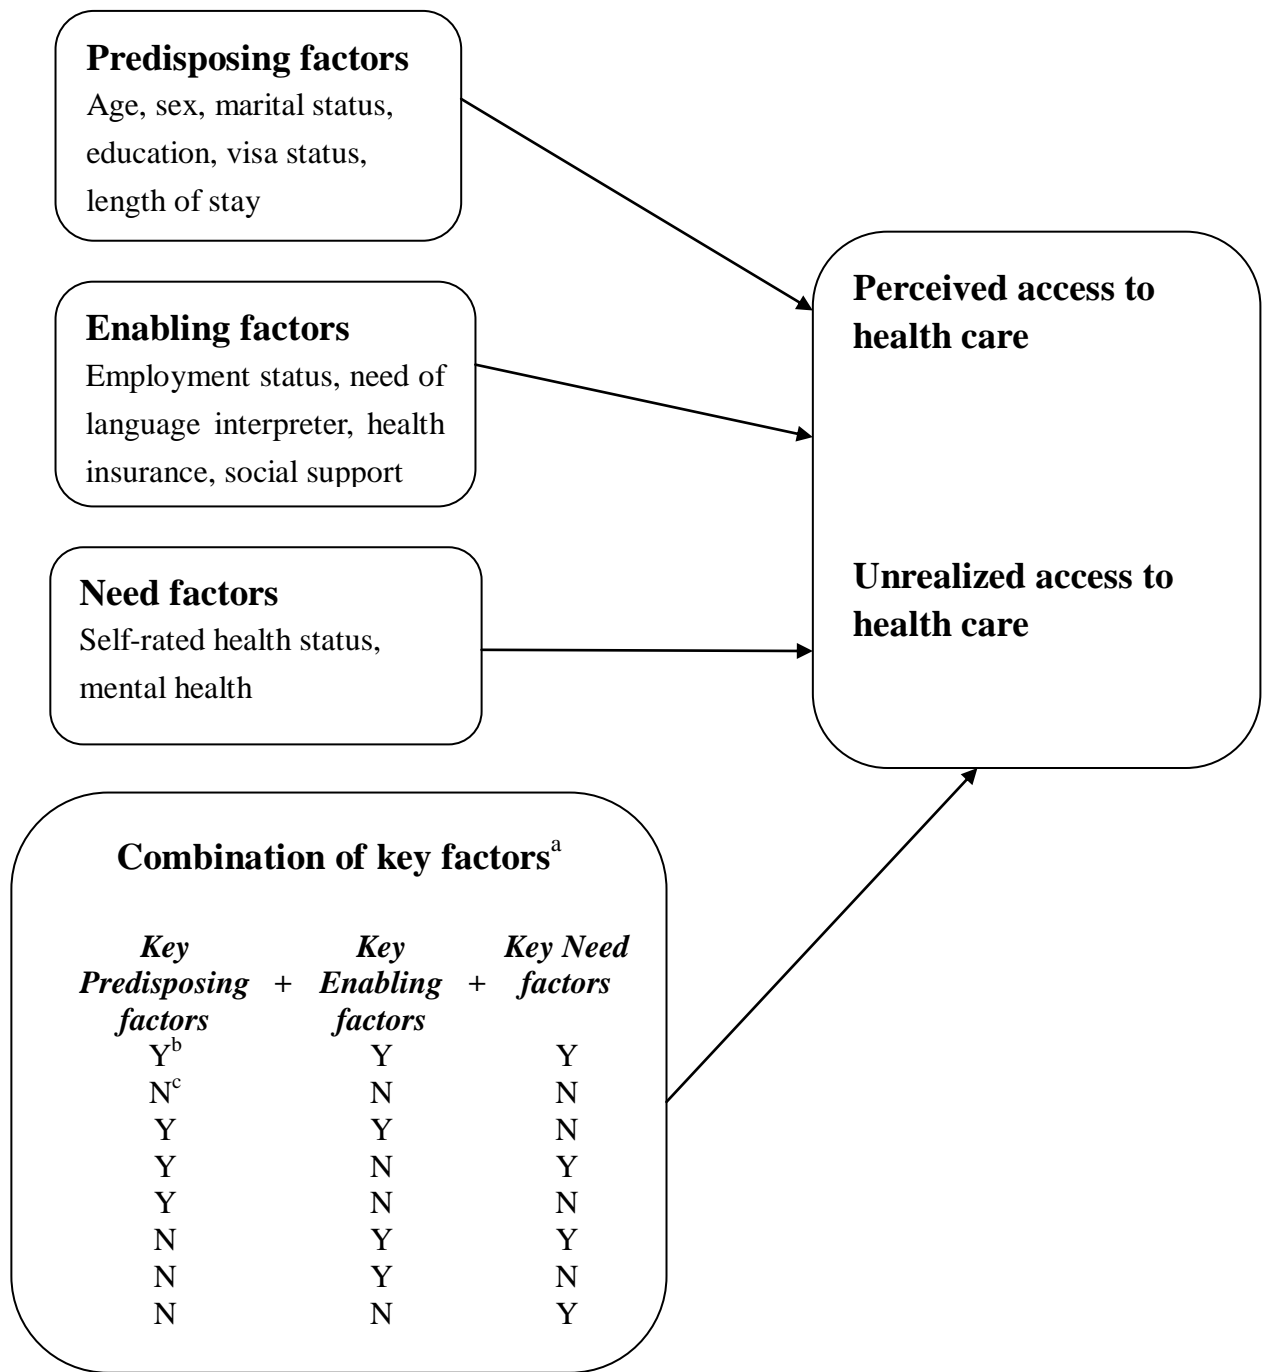 Predisposing factors
Age, sex, marital status,
education, visa status,
length of stay
Enabling factors
Employment status, need of
language interpreter, health
insurance, social support
Need factors
Self-rated health status,
mental health
Perceived access to
health care
Unrealized access to
health care
Combination of key factorsᵃ
Key Key Key Need
Predisposing + Enabling + factors
factors factors
Yᵇ Y Y
Nᶜ N N
Y Y N
Y N Y
Y N N
N Y Y
N Y N
N N Y